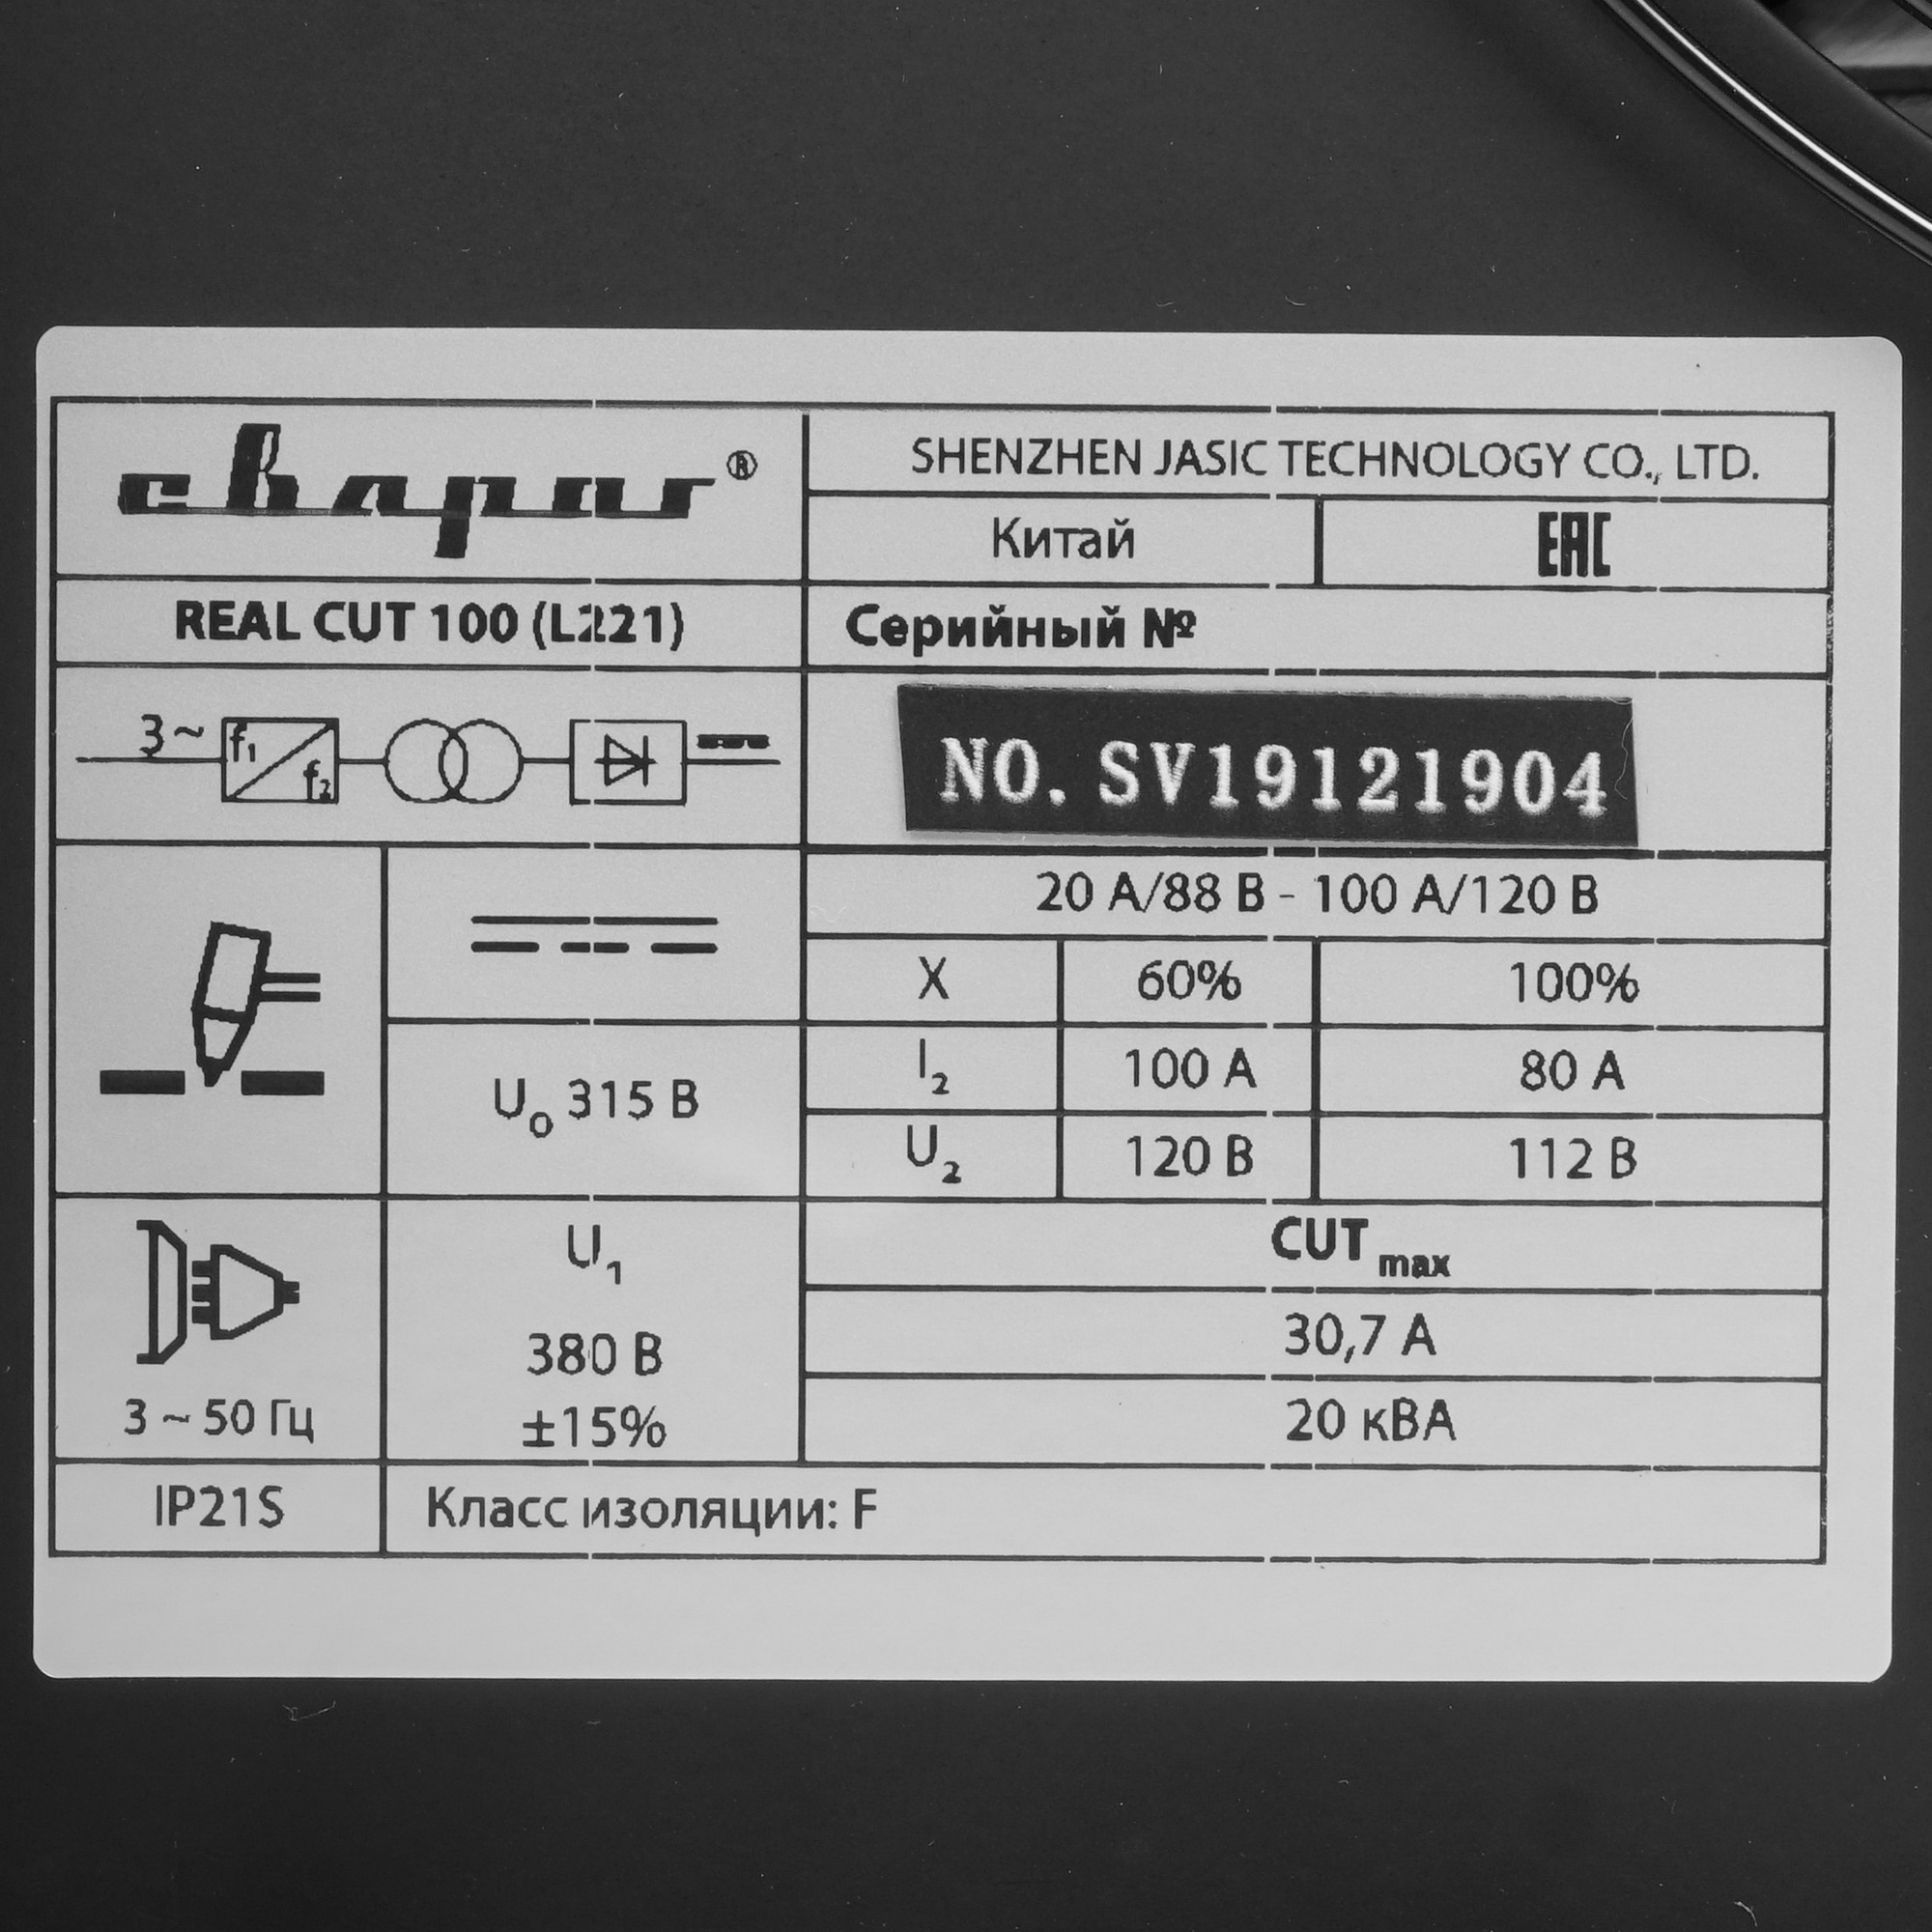 Сварог®
SHENZHEN JASIC TECHNOLOGY CO., LTD.
Китай
EAC
REAL CUT 100 (L221)
Серийный №
3~ f1 f2
NO. SV19121904
20 А/88 В - 100 А/120 В
X 60% 100%
I2 100 А 80 А
U0 315 В
U2 120 В 112 В
U1
CUT max
380 В
30,7 А
3 ~ 50 Гц
±15%
20 кВА
IP21S
Класс изоляции: F